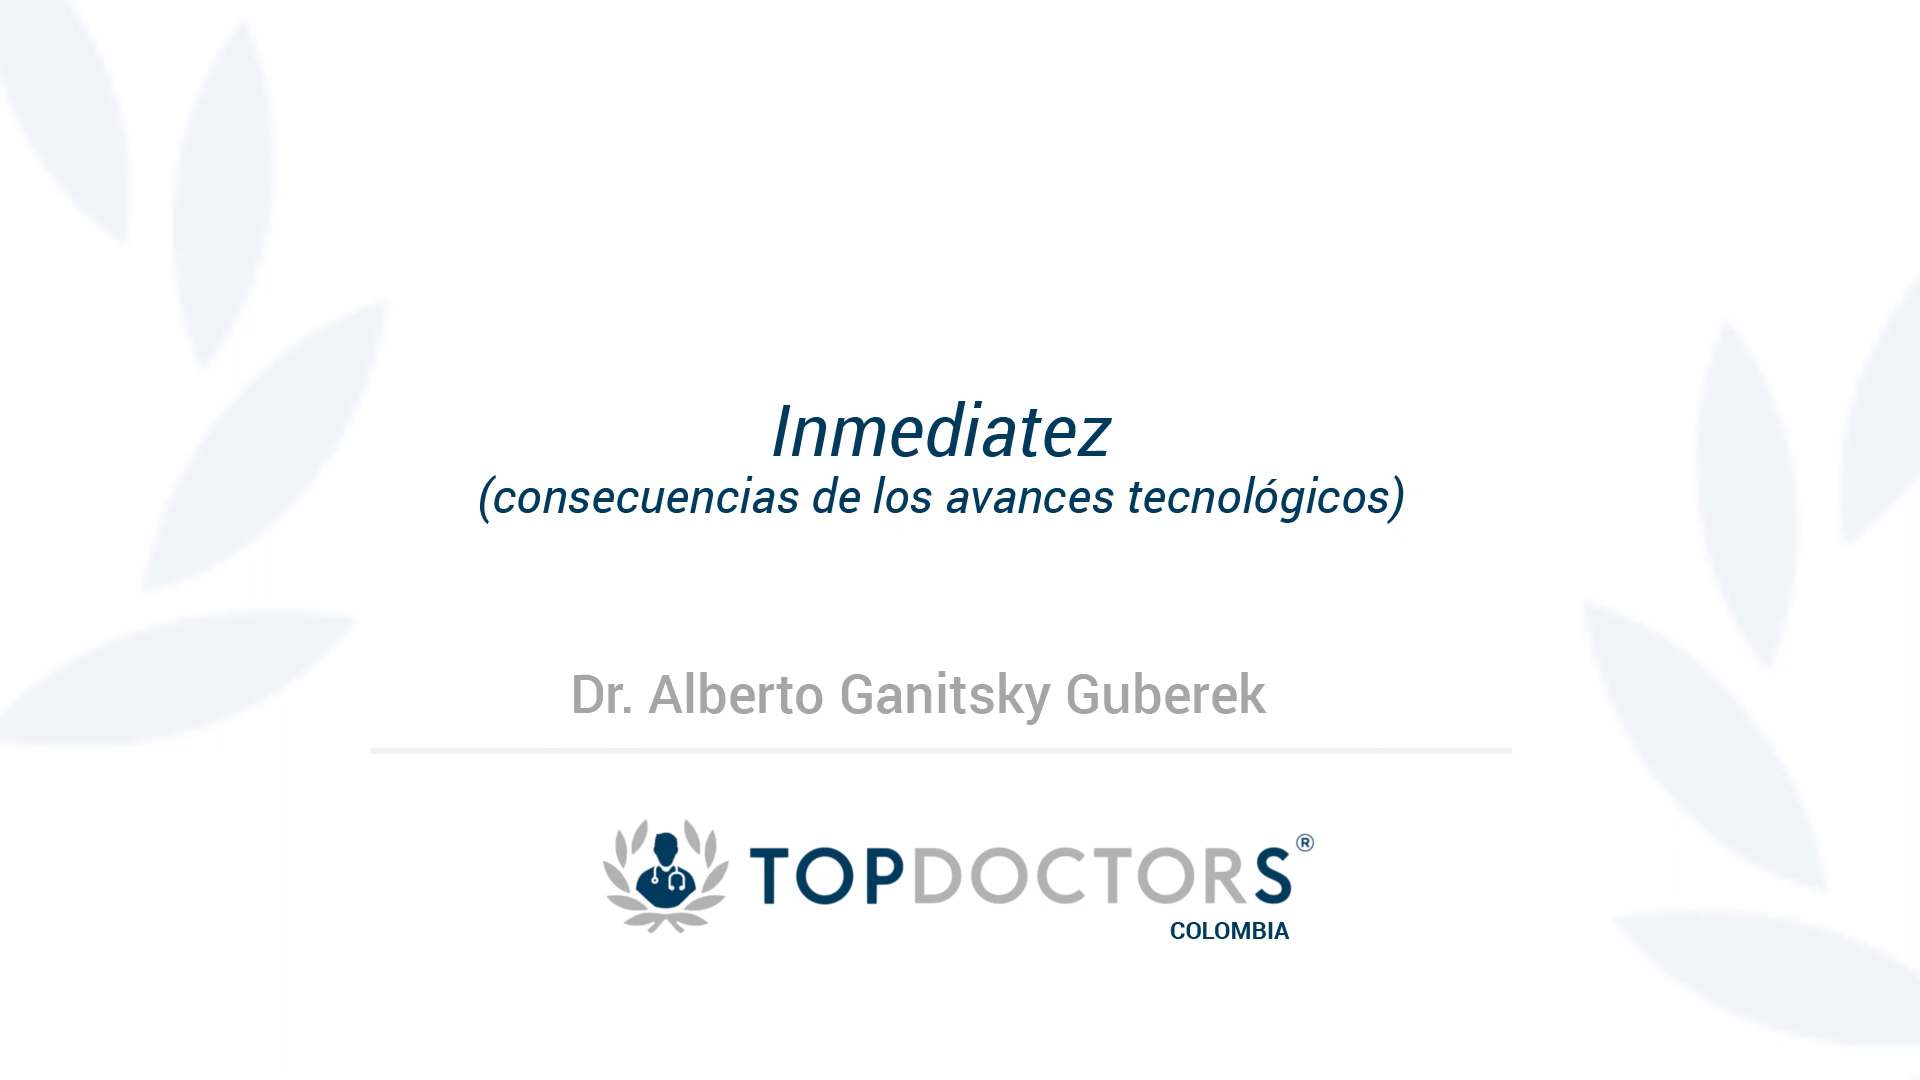 Inmediatez
(consecuencias de los avances tecnológicos)
Dr. Alberto Ganitsky Guberek
TOPDOCTORS®
COLOMBIA